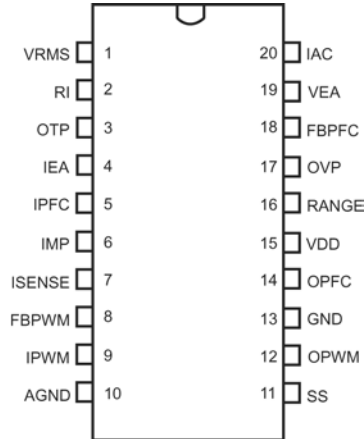 VRMS 1 20 IAC
RI 2 19 VEA
OTP 3 18 FBPFC
IEA 4 17 OVP
IPFC 5 16 RANGE
IMP 6 15 VDD
ISENSE 7 14 OPFC
FBPWM 8 13 GND
IPWM 9 12 OPWM
AGND 10 11 SS